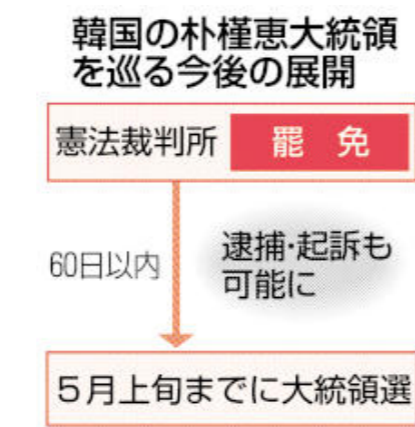 韓国の朴槿恵大統領
を巡る今後の展開
憲法裁判所 罷 免
60日以内
逮捕・起訴も
可能に
５月上旬までに大統領選